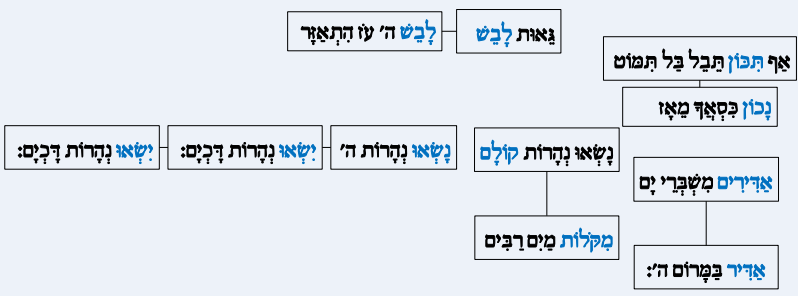 גֵּאוּת לָבֵשׁ
לָבֵשׁ ה' עֹז הִתְאַזָּר
אַף תִּכּוֹן תֵּבֵל בַּל תִּמּוֹט
נָכוֹן כִּסְאֲךָ מֵאָז
נָשְׂאוּ נְהָרוֹת ה'
יִשְׂאוּ נְהָרוֹת דָּכְיָם:
יִשְׂאוּ נְהָרוֹת דָּכְיָם:
נָשְׂאוּ נְהָרוֹת קוֹלָם
מִקֹּלוֹת מַיִם רַבִּים
אַדִּירִים מִשְׁבְּרֵי יָם
אַדִּיר בַּמָּרוֹם ה':